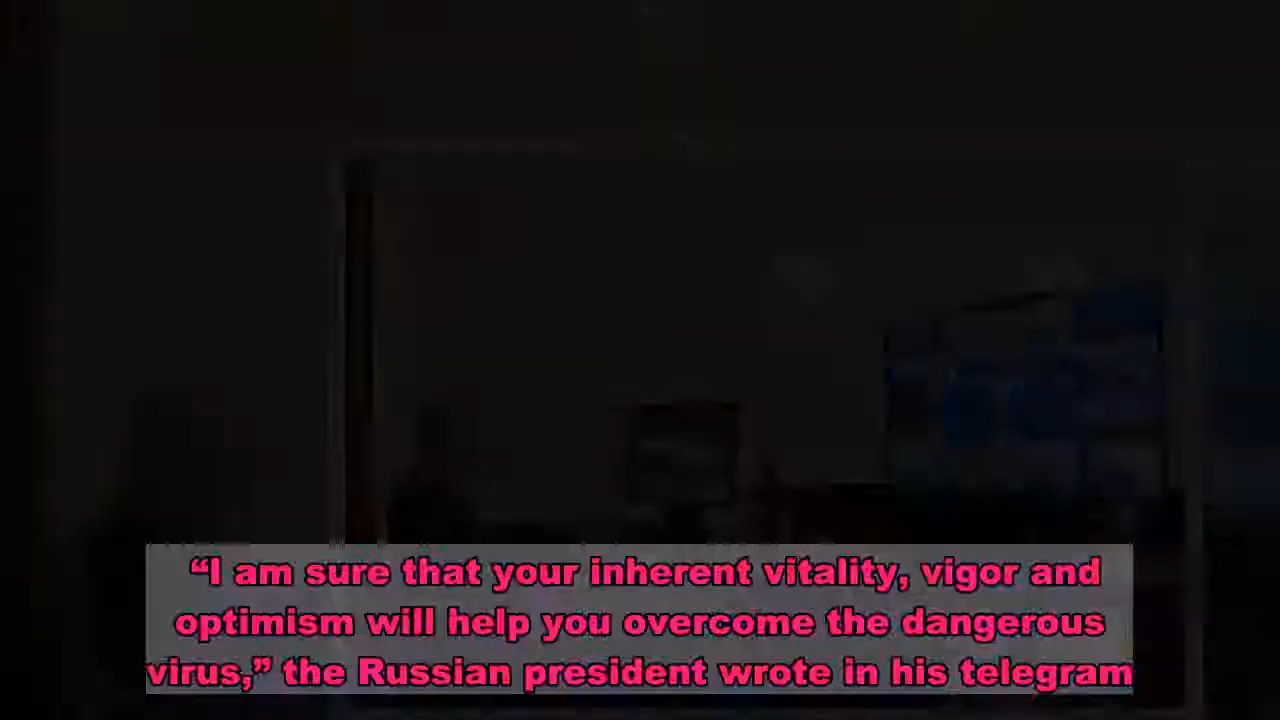 “I am sure that your inherent vitality, vigor and
optimism will help you overcome the dangerous
virus,” the Russian president wrote in his telegram